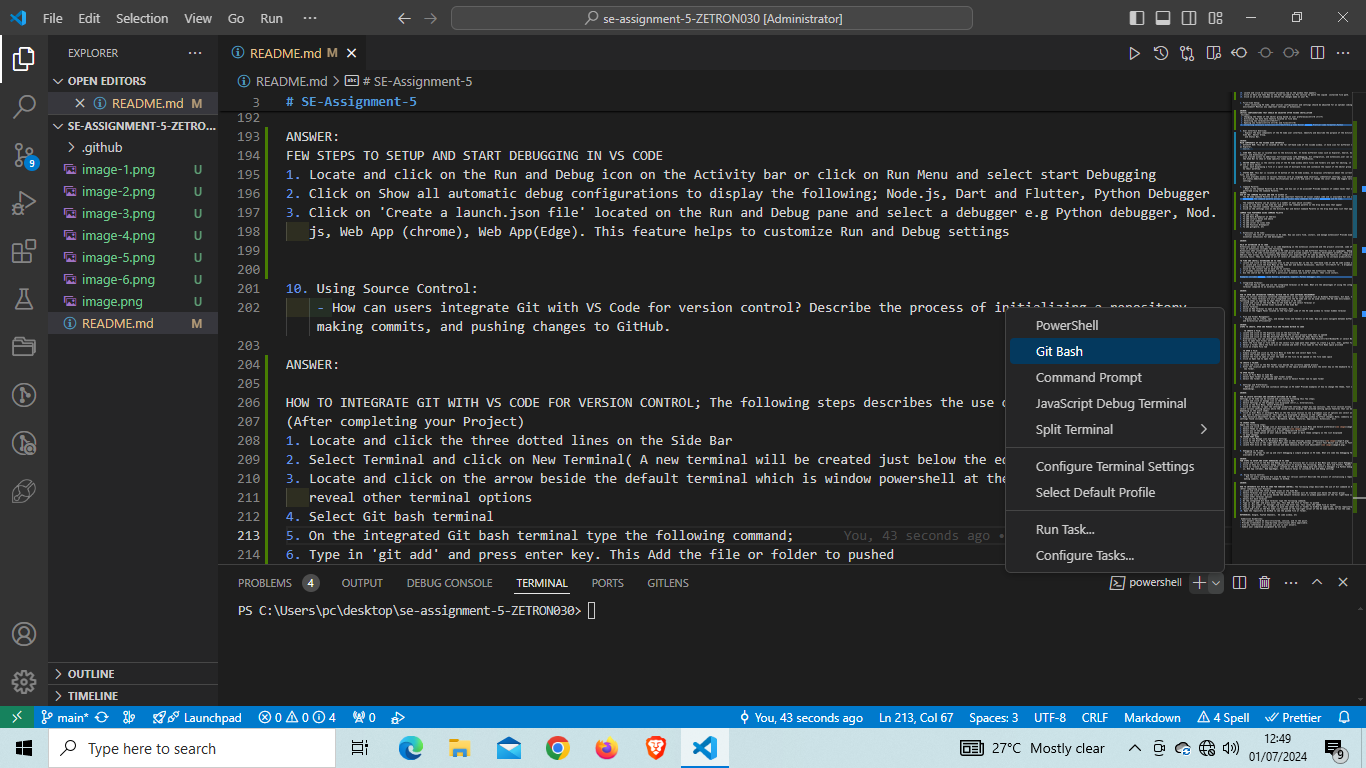 File Edit Selection View Go Run ···
se-assignment-5-ZETRON030 [Administrator]
EXPLORER
README.md M
OPEN EDITORS
README.md M
README.md > # SE-Assignment-5
SE-ASSIGNMENT-5-ZETRO...
.github
image-1.png U
image-2.png U
image-3.png U
image-4.png U
image-5.png U
image-6.png U
image.png U
README.md M
9
3 # SE-Assignment-5
192
193 ANSWER:
194 FEW STEPS TO SETUP AND START DEBUGGING IN VS CODE
195 1. Locate and click on the Run and Debug icon on the Activity bar or click on Run Menu and select start Debugging
196 2. Click on Show all automatic debug configurations to display the following; Node.js, Dart and Flutter, Python Debugger
197 3. Click on 'Create a launch.json file' located on the Run and Debug pane and select a debugger e.g Python debugger, Nod.
198 js, Web App (chrome), Web App(Edge). This feature helps to customize Run and Debug settings
199
200
201 10. Using Source Control:
202 - How can users integrate Git with VS Code for version control? Describe the process of initializing a repository
making commits, and pushing changes to GitHub.
203
204 ANSWER:
205
206 HOW TO INTEGRATE GIT WITH VS CODE FOR VERSION CONTROL; The following steps describes the use
207 (After completing your Project)
208 1. Locate and click the three dotted lines on the Side Bar
209 2. Select Terminal and click on New Terminal( A new terminal will be created just below the
210 3. Locate and click on the arrow beside the default terminal which is window powershell at the
211 reveal other terminal options
212 4. Select Git bash terminal
213 5. On the integrated Git bash terminal type the following command; You, 43 seconds ago •
214 6. Type in 'git add' and press enter key. This Add the file or folder to pushed
PowerShell
Git Bash
Command Prompt
JavaScript Debug Terminal
Split Terminal
Configure Terminal Settings
Select Default Profile
Run Task...
Configure Tasks...
PROBLEMS 4 OUTPUT DEBUG CONSOLE TERMINAL PORTS GITLENS
powershell
PS C:\Users\pc\desktop\se-assignment-5-ZETRON030>
OUTLINE
TIMELINE
main* Launchpad 0 0 4 0
You, 43 seconds ago Ln 213, Col 67 Spaces: 3 UTF-8 CRLF Markdown 4 Spell Prettier
Type here to search
27°C Mostly clear
12:49
01/07/2024
9